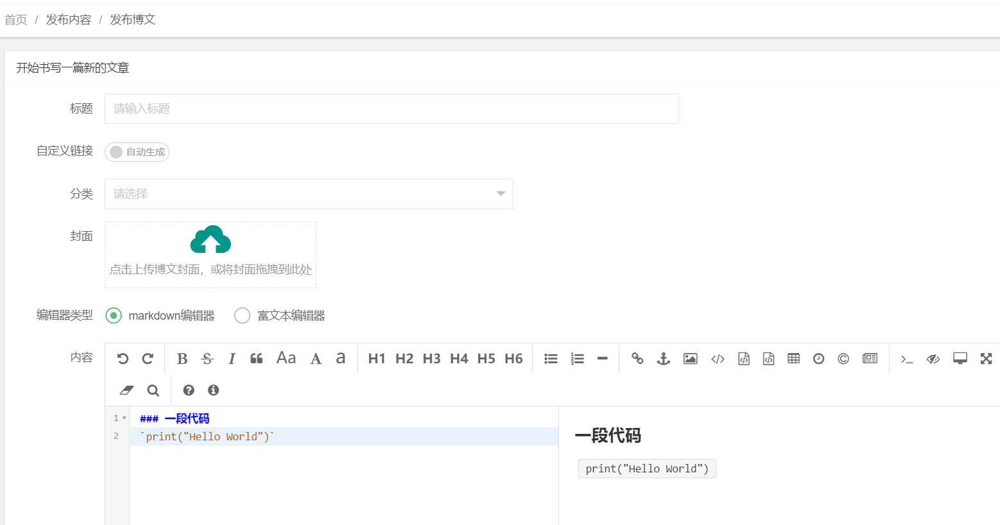 首页 / 发布内容 / 发布博文
开始书写一篇新的文章
标题 请输入标题
自定义链接 自动生成
分类 请选择
封面
点击上传博文封面，或将封面拖拽到此处
编辑器类型 markdown编辑器 富文本编辑器
内容
B S I Aa A a H1 H2 H3 H4 H5 H6
1 ### 一段代码
2 `print("Hello World")`
一段代码
print("Hello World")